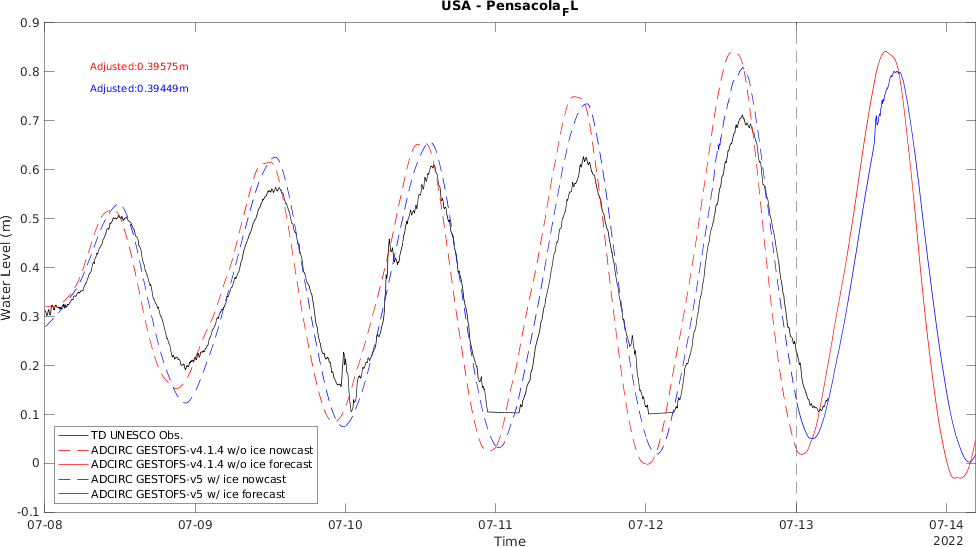 USA - Pensacola_FL
0.9
0.8
0.7
0.6
0.5
0.4
0.3
0.2
0.1
0
-0.1
Water Level (m)
Adjusted:0.39575m
Adjusted:0.39449m
TD UNESCO Obs.
ADCIRC GESTOFS-v4.1.4 w/o ice nowcast
ADCIRC GESTOFS-v4.1.4 w/o ice forecast
ADCIRC GESTOFS-v5 w/ ice nowcast
ADCIRC GESTOFS-v5 w/ ice forecast
07-08 07-09 07-10 07-11 07-12 07-13 07-14
Time
2022